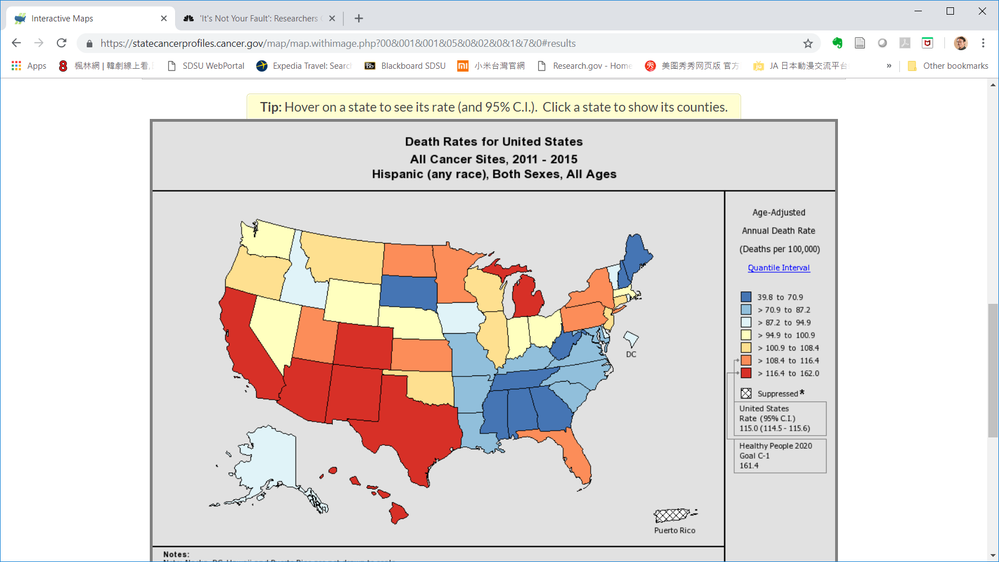 Interactive Maps
'It's Not Your Fault': Researchers
https://statecancerprofiles.cancer.gov/map/map.withimage.php?00&001&001&05&0&02&0&1&7&0#results
Apps
楓林網 | 韓劇線上看,
SDSU WebPortal
Expedia Travel: Searc
Bb
Blackboard SDSU
小米台灣官網
Research.gov - Home
美图秀秀网页版 官方
JA 日本動漫交流平台
»
Other bookmarks
Tip: Hover on a state to see its rate (and 95% C.I.). Click a state to show its counties.
Death Rates for United States
All Cancer Sites, 2011 - 2015
Hispanic (any race), Both Sexes, All Ages
Age-Adjusted
Annual Death Rate
(Deaths per 100,000)
Quantile Interval
39.8 to 70.9
> 70.9 to 87.2
> 87.2 to 94.9
> 94.9 to 100.9
> 100.9 to 108.4
> 108.4 to 116.4
> 116.4 to 162.0
Suppressed *
United States
Rate (95% C.I.)
115.0 (114.5 - 115.6)
Healthy People 2020
Goal C-1
161.4
DC
Puerto Rico
Notes: